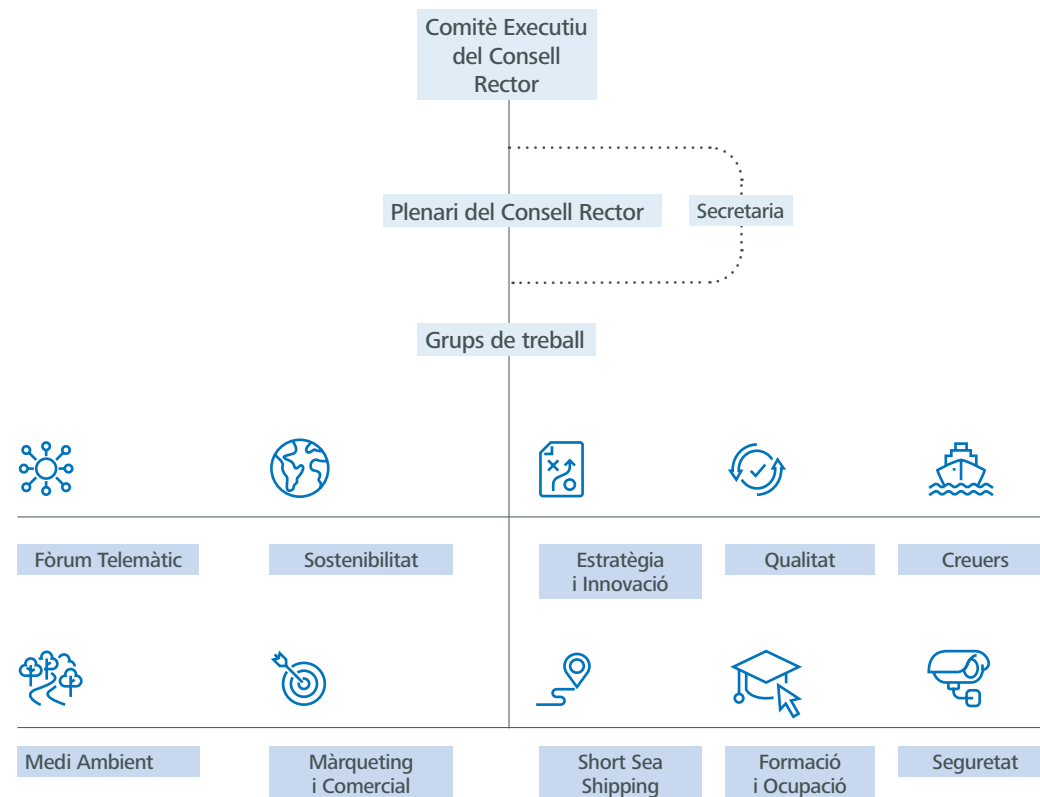 Comitè Executiu
del Consell
Rector
Plenari del Consell Rector
Secretaria
Grups de treball
Fòrum Telemàtic
Sostenibilitat
Estratègia
i Innovació
Qualitat
Creuers
Medi Ambient
Màrqueting
i Comercial
Short Sea
Shipping
Formació
i Ocupació
Seguretat